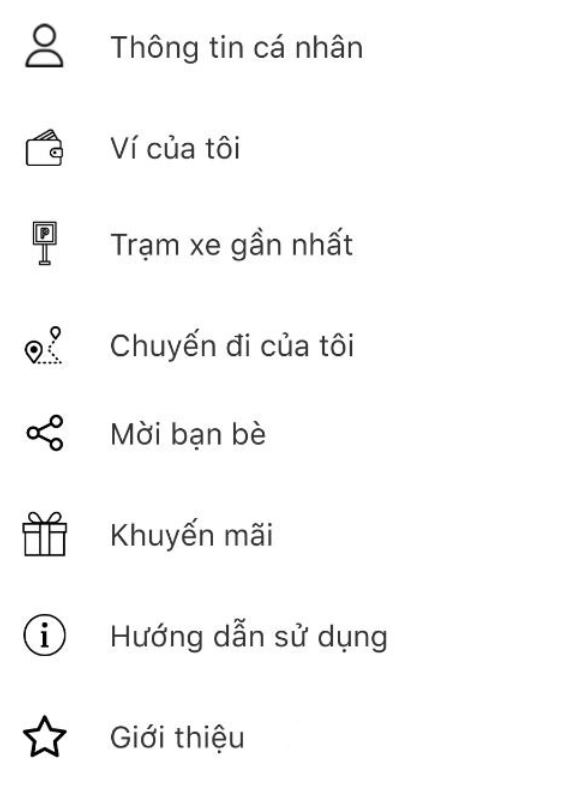 Thông tin cá nhân
Ví của tôi
P
Trạm xe gần nhất
Chuyến đi của tôi
Mời bạn bè
Khuyến mãi
i
Hướng dẫn sử dụng
Giới thiệu